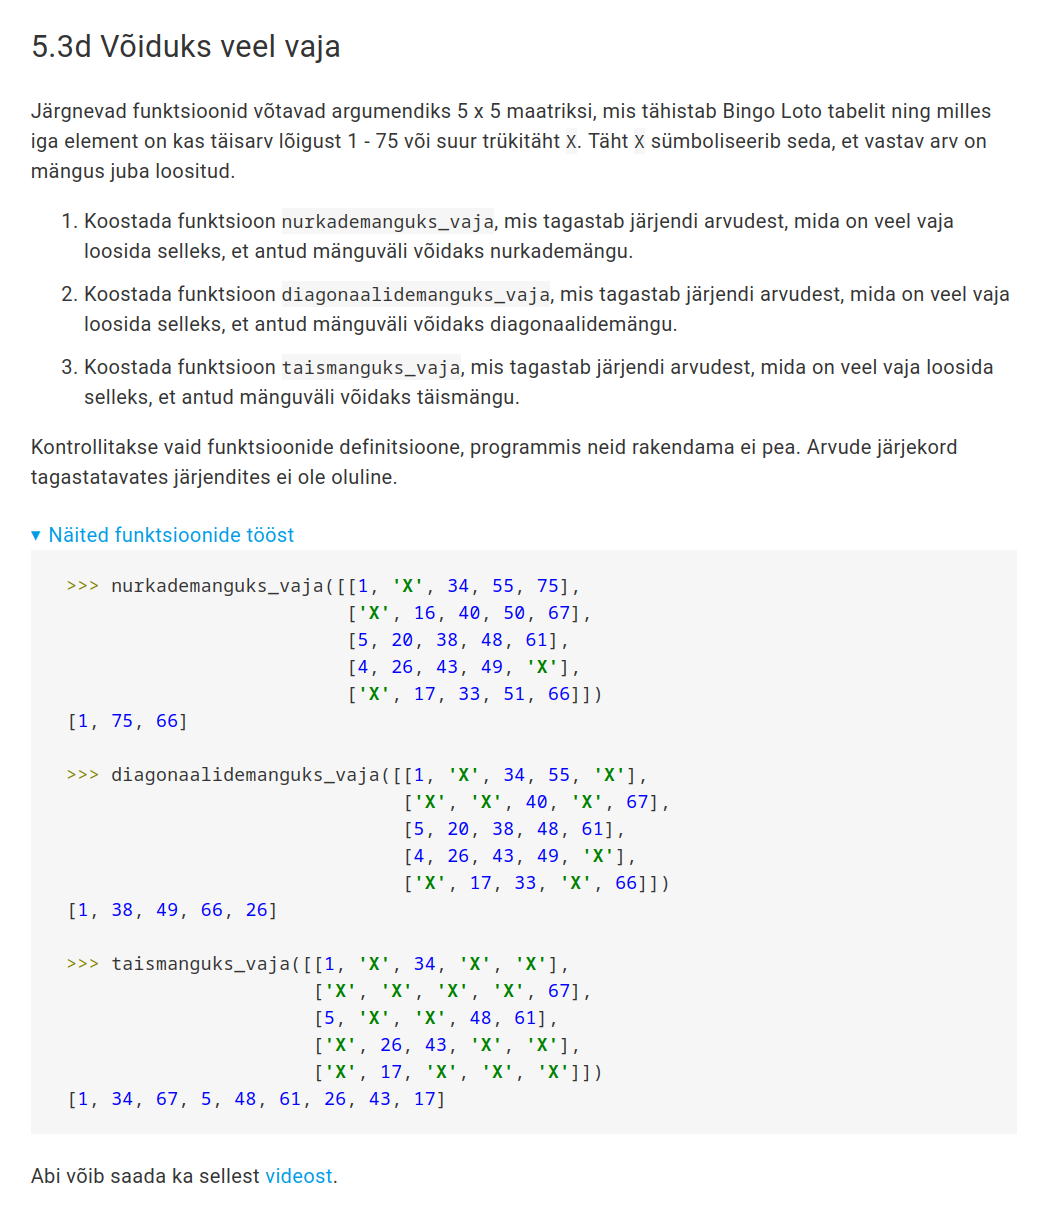 5.3d Võiduks veel vaja
Järgnevad funktsioonid võtavad argumendiks 5 x 5 maatriksi, mis tähistab Bingo Loto tabelit ning milles
iga element on kas täisarv lõigust 1 - 75 või suur trükitäht X. Täht X sümboliseerib seda, et vastav arv on
mängus juba loositud.
1. Koostada funktsioon nurkademanguks_vaja, mis tagastab järjendi arvudest, mida on veel vaja
loosida selleks, et antud mänguväli võidaks nurkademängu.
2. Koostada funktsioon diagonaalidemanguks_vaja, mis tagastab järjendi arvudest, mida on veel vaja
loosida selleks, et antud mänguväli võidaks diagonaalidemängu.
3. Koostada funktsioon taismanguks_vaja, mis tagastab järjendi arvudest, mida on veel vaja loosida
selleks, et antud mänguväli võidaks täismängu.
Kontrollitakse vaid funktsioonide definitsioone, programmis neid rakendama ei pea. Arvude järjekord
tagastatavates järjendites ei ole oluline.
▾ Näited funktsioonide tööst
>>> nurkademanguks_vaja([[1, 'X', 34, 55, 75],
['X', 16, 40, 50, 67],
[5, 20, 38, 48, 61],
[4, 26, 43, 49, 'X'],
['X', 17, 33, 51, 66]])
[1, 75, 66]
>>> diagonaalidemanguks_vaja([[1, 'X', 34, 55, 'X'],
['X', 'X', 40, 'X', 67],
[5, 20, 38, 48, 61],
[4, 26, 43, 49, 'X'],
['X', 17, 33, 'X', 66]])
[1, 38, 49, 66, 26]
>>> taismanguks_vaja([[1, 'X', 34, 'X', 'X'],
['X', 'X', 'X', 'X', 67],
[5, 'X', 'X', 48, 61],
['X', 26, 43, 'X', 'X'],
['X', 17, 'X', 'X', 'X']])
[1, 34, 67, 5, 48, 61, 26, 43, 17]
Abi võib saada ka sellest videost.